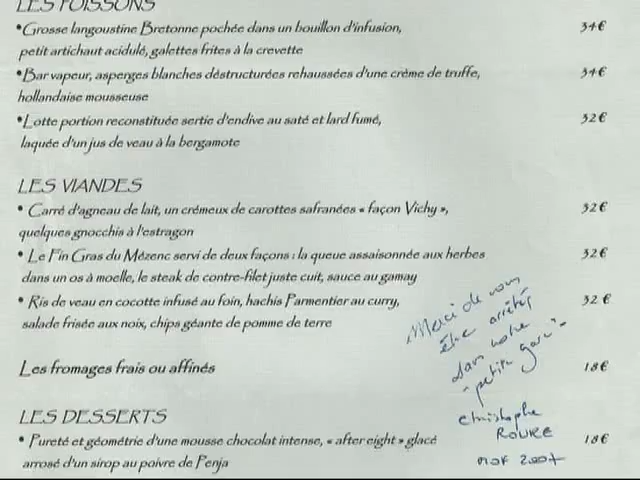 LES POISSONS
•Grosse langoustine Bretonne pochée dans un bouillon d'infusion, 34€
petit artichaut acidulé, galettes frites à la crevette
•Bar vapeur, asperges blanches déstructurées rehaussées d'une crème de truffe, 34€
hollandaise mousseuse
•Lotte portion reconstituée sertie d'endive au saté et lard fumé, 32€
laquée d'un jus de veau à la bergamote
LES VIANDES
• Carré d'agneau de lait, un crémeux de carottes safranées « façon Vichy », 32€
quelques gnocchis à l'estragon
• Le Fin Gras du Mézenc servi de deux façons : la queue assaisonnée aux herbes 32€
dans un os à moelle, le steak de contre-filet juste cuit, sauce au gamay
• Ris de veau en cocotte infusé au foin, hachis Parmentier au curry, 32€
salade frisée aux noix, chips géante de pomme de terre
Merci de vous
être arrêtés
dans notre
"petite gare"
Les fromages frais ou affinés 18€
Christophe
ROURE
MOF 2007
LES DESSERTS
• Pureté et géométrie d'une mousse chocolat intense, « after eight » glacé 18€
arrosé d'un sirop au poivre de Penja